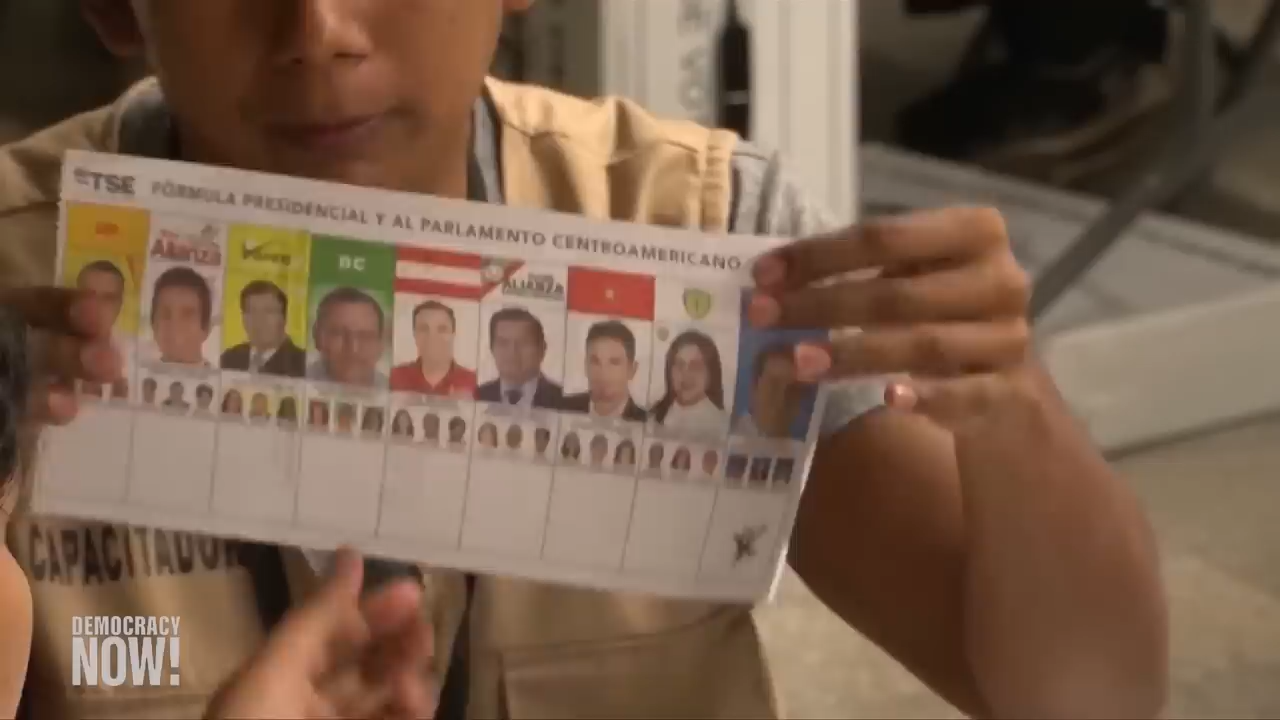 TSE
FÓRMULA PRESIDENCIAL Y AL PARLAMENTO CENTROAMERICANO
Alianza
DC
ALIANZA
CAPACITADOR
DEMOCRACY
NOW!